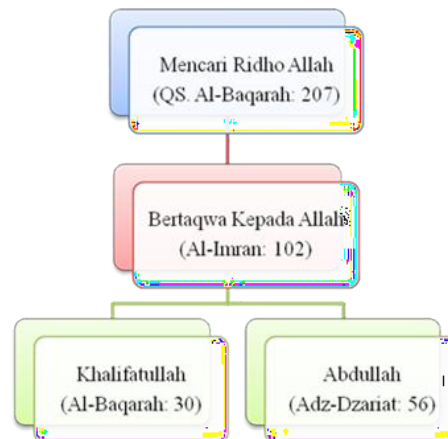 Mencari Ridho Allah
(QS. Al-Baqarah: 207)
Bertaqwa Kepada Allah
(Al-Imran: 102)
Khalifatullah
(Al-Baqarah: 30)
Abdullah
(Adz-Dzariat: 56)